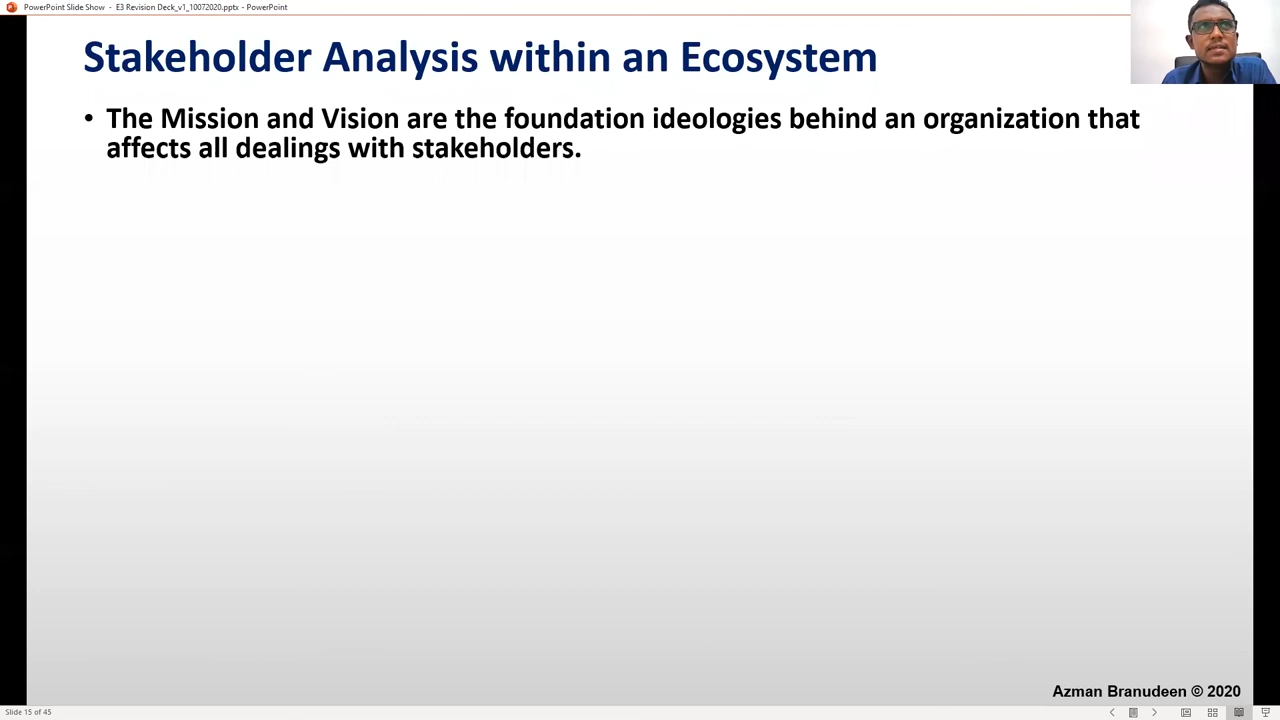 PowerPoint Slide Show - E3 Revision Deck_v1_10072020.pptx - PowerPoint
Stakeholder Analysis within an Ecosystem
• The Mission and Vision are the foundation ideologies behind an organization that
affects all dealings with stakeholders.
Azman Branudeen © 2020
Slide 15 of 45